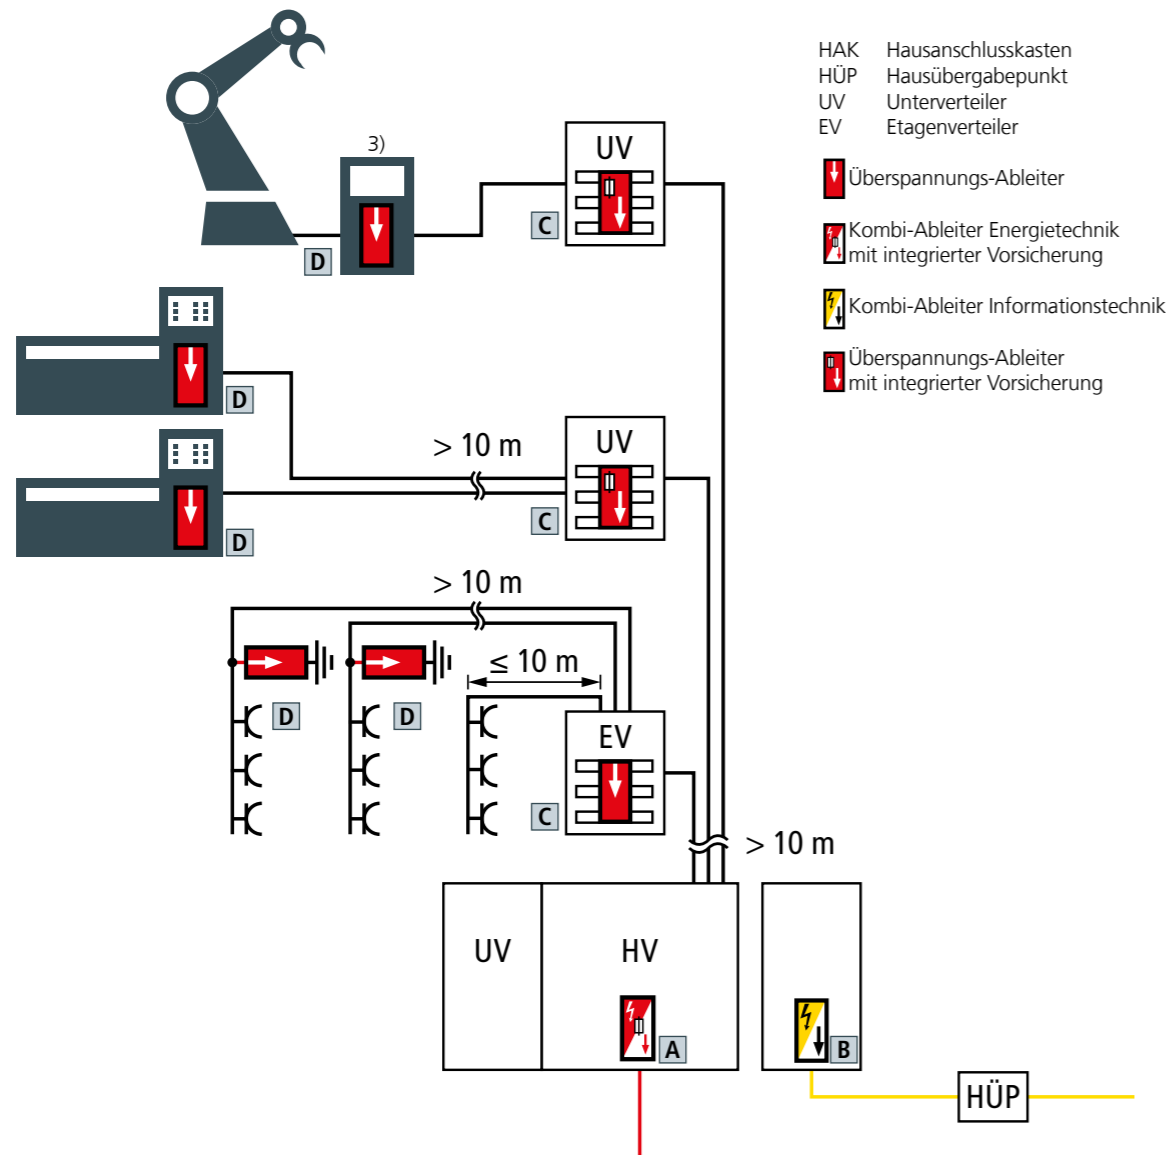 HAK Hausanschlusskasten
HÜP Hausübergabepunkt
UV Unterverteiler
EV Etagenverteiler
Überspannungs-Ableiter
Kombi-Ableiter Energietechnik
mit integrierter Vorsicherung
Kombi-Ableiter Informationstechnik
Überspannungs-Ableiter
mit integrierter Vorsicherung
3)
UV
C
D
D
> 10 m
UV
C
D
> 10 m
≤ 10 m
D
D
EV
C
> 10 m
UV
HV
A
B
HÜP